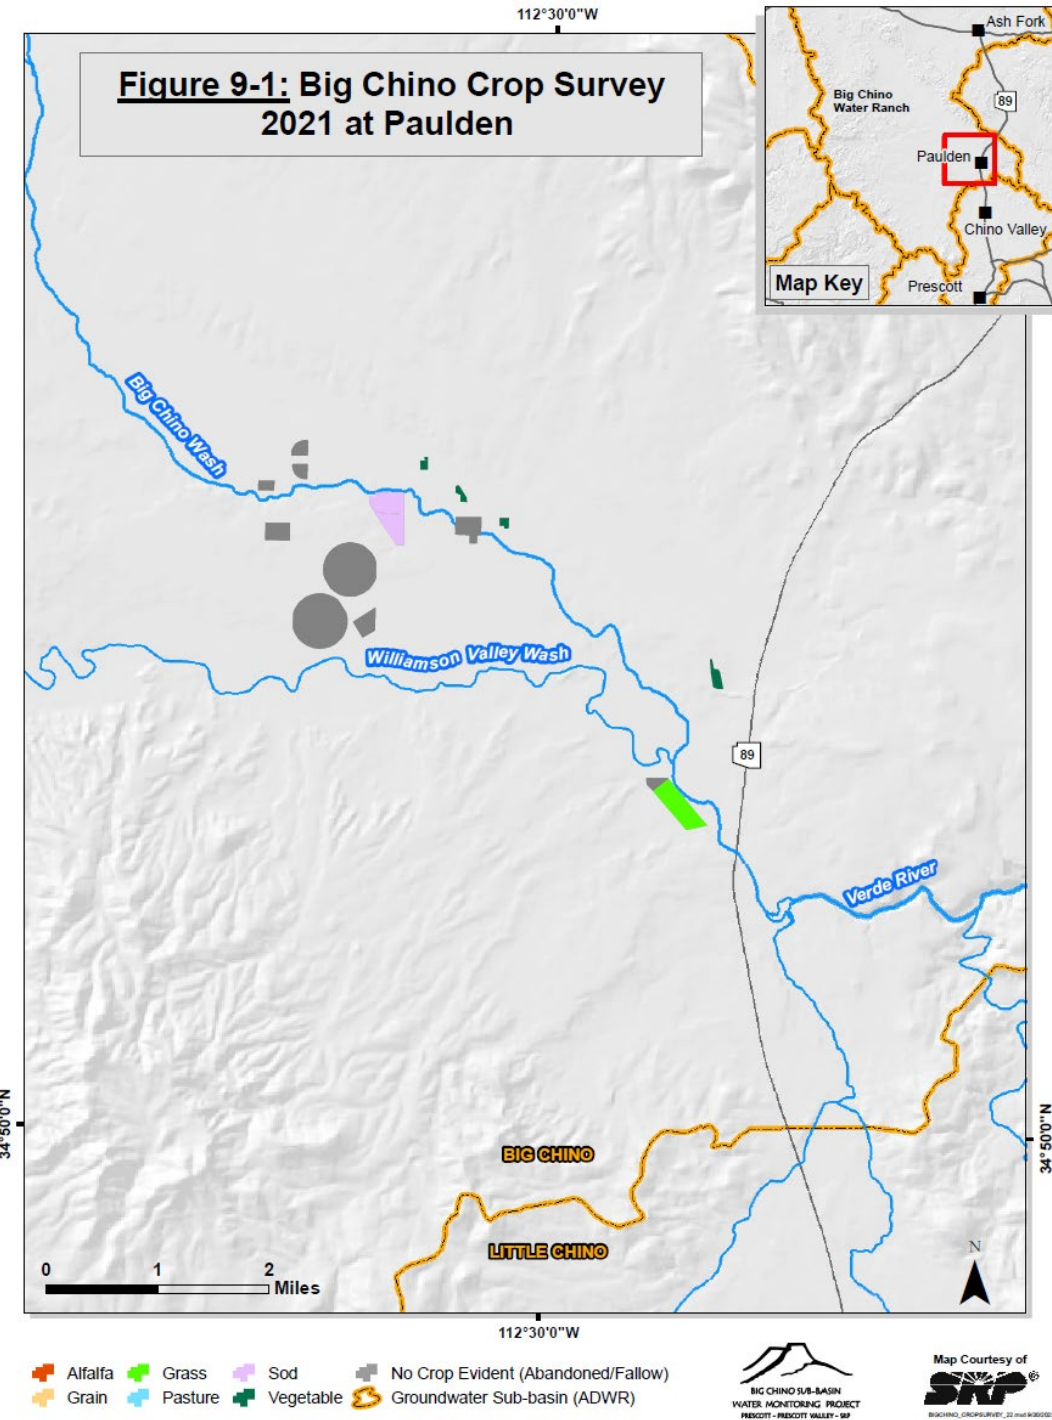 112°30'0"W
Figure 9-1: Big Chino Crop Survey
2021 at Paulden
Ash Fork
Big Chino
Water Ranch
89
Paulden
Chino Valley
Prescott
Map Key
Big Chino Wash
Williamson Valley Wash
89
Verde River
34°50'0"N
34°50'0"N
BIG CHINO
LITTLE CHINO
N
0 1 2
Miles
112°30'0"W
Alfalfa Grass Sod No Crop Evident (Abandoned/Fallow)
Grain Pasture Vegetable Groundwater Sub-basin (ADWR)
BIG CHINO SUB-BASIN
WATER MONITORING PROJECT
PRESCOTT - PRESCOTT VALLEY - SRP
Map Courtesy of
SRP®